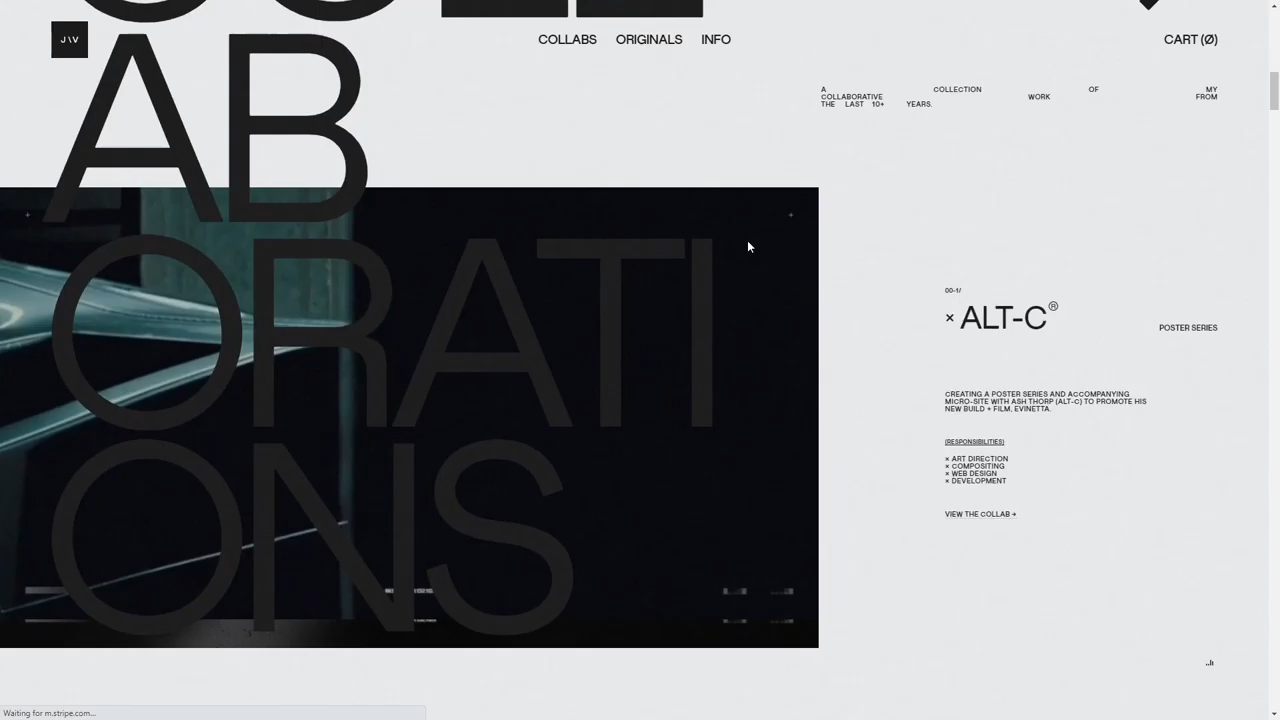 J \ V
COLLABS
ORIGINALS
INFO
CART (Ø)
A COLLECTION OF MY
COLLABORATIVE WORK FROM
THE LAST 10+ YEARS.
AB
ORATI
ONS
00-1/
× ALT-C®
POSTER SERIES
CREATING A POSTER SERIES AND ACCOMPANYING
MICRO-SITE WITH ASH THORP (ALT-C) TO PROMOTE HIS
NEW BUILD + FILM, EVINETTA.
(RESPONSIBILITIES)
× ART DIRECTION
× COMPOSITING
× WEB DESIGN
× DEVELOPMENT
VIEW THE COLLAB →
Waiting for m.stripe.com...